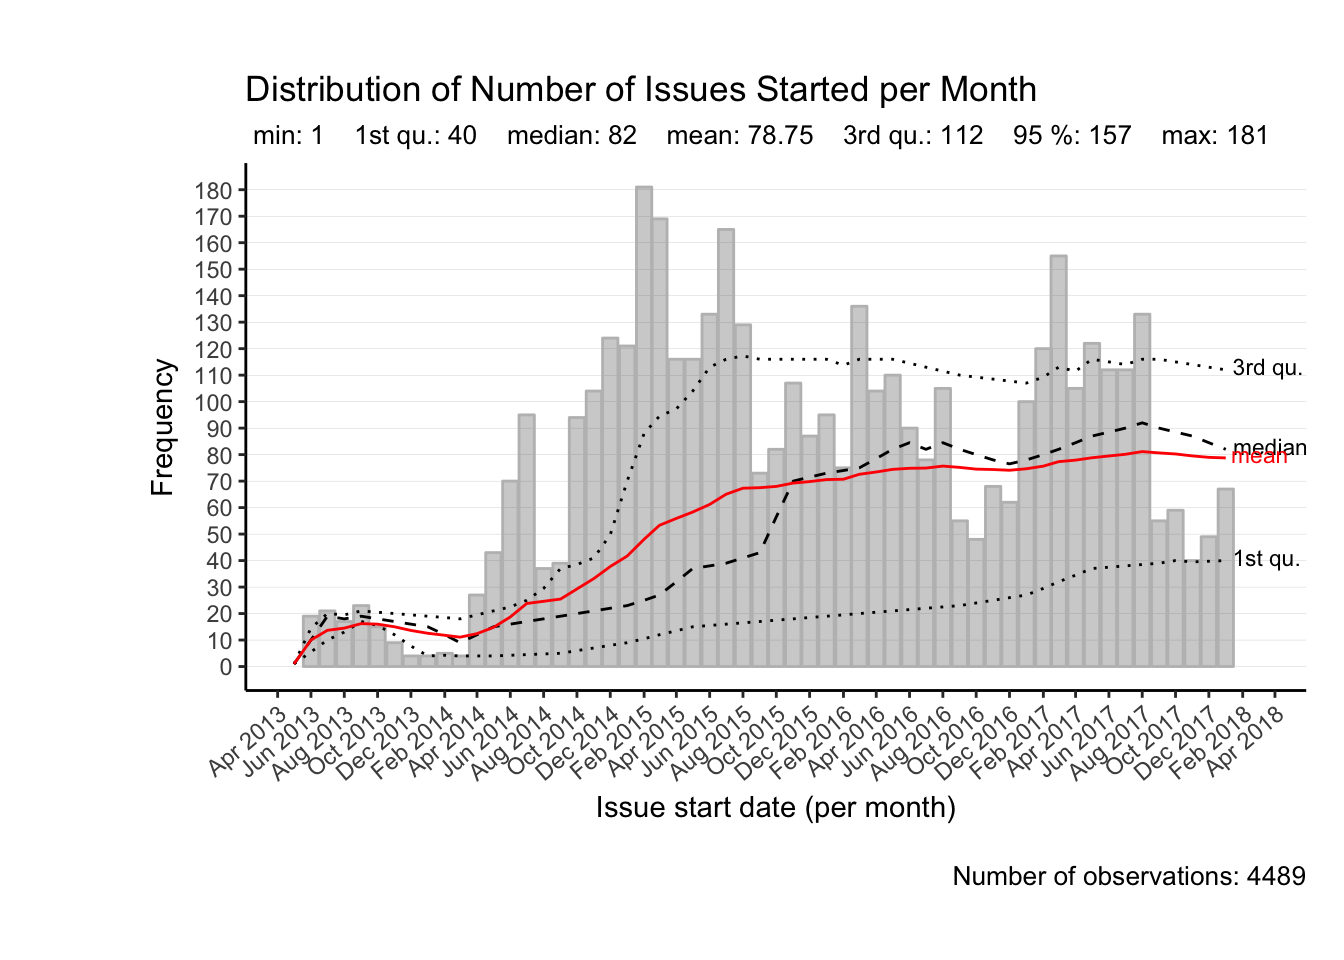 Distribution of Number of Issues Started per Month
min: 1 1st qu.: 40 median: 82 mean: 78.75 3rd qu.: 112 95 %: 157 max: 181
180
170
160
150
140
130
120
110
100
90
80
70
60
50
40
30
20
10
0
Frequency
3rd qu.
median
mean
1st qu.
Apr 2013 Jun 2013 Aug 2013 Oct 2013 Dec 2013 Feb 2014 Apr 2014 Jun 2014 Aug 2014 Oct 2014 Dec 2014 Feb 2015 Apr 2015 Jun 2015 Aug 2015 Oct 2015 Dec 2015 Feb 2016 Apr 2016 Jun 2016 Aug 2016 Oct 2016 Dec 2016 Feb 2017 Apr 2017 Jun 2017 Aug 2017 Oct 2017 Dec 2017 Feb 2018 Apr 2018
Issue start date (per month)
Number of observations: 4489